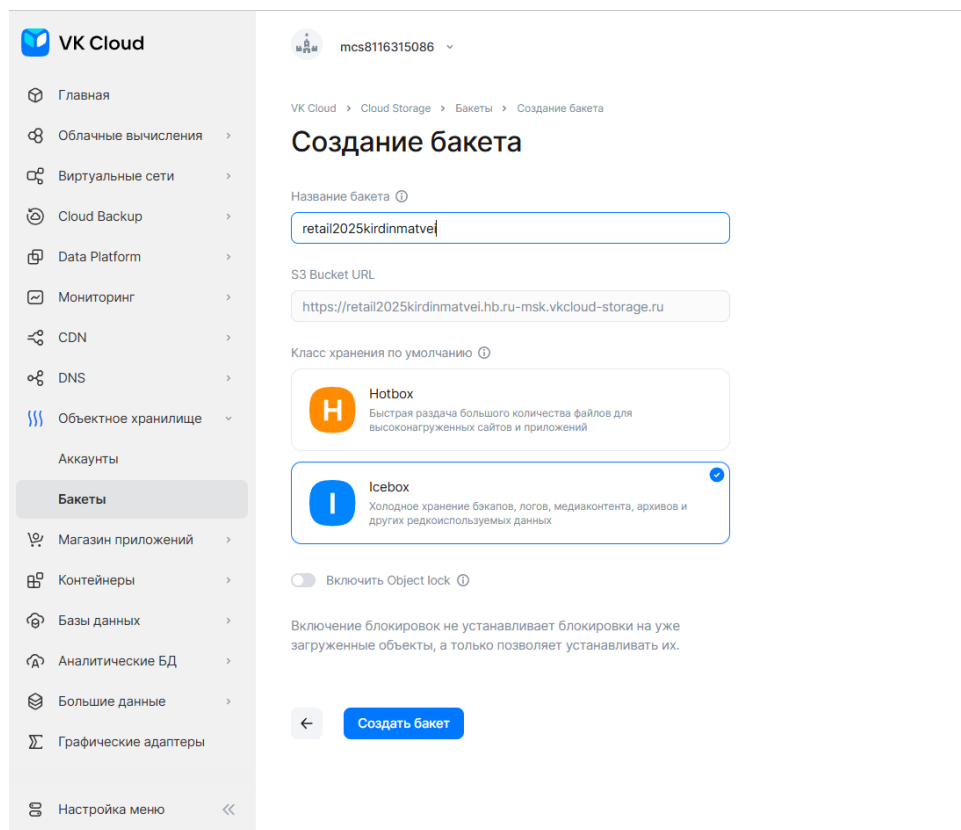 VK Cloud
Главная
Облачные вычисления
Виртуальные сети
Cloud Backup
Data Platform
Мониторинг
CDN
DNS
Объектное хранилище
Аккаунты
Бакеты
Магазин приложений
Контейнеры
Базы данных
Аналитические БД
Большие данные
Графические адаптеры
Настройка меню
mcs8116315086
VK Cloud > Cloud Storage > Бакеты > Создание бакета
Создание бакета
Название бакета
retail2025kirdinmatvei
S3 Bucket URL
https://retail2025kirdinmatvei.hb.ru-msk.vkcloud-storage.ru
Класс хранения по умолчанию
H
Hotbox
Быстрая раздача большого количества файлов для
высоконагруженных сайтов и приложений
I
Icebox
Холодное хранение бэкапов, логов, медиаконтента, архивов и
других редкоиспользуемых данных
Включить Object lock
Включение блокировок не устанавливает блокировки на уже
загруженные объекты, а только позволяет устанавливать их.
Создать бакет